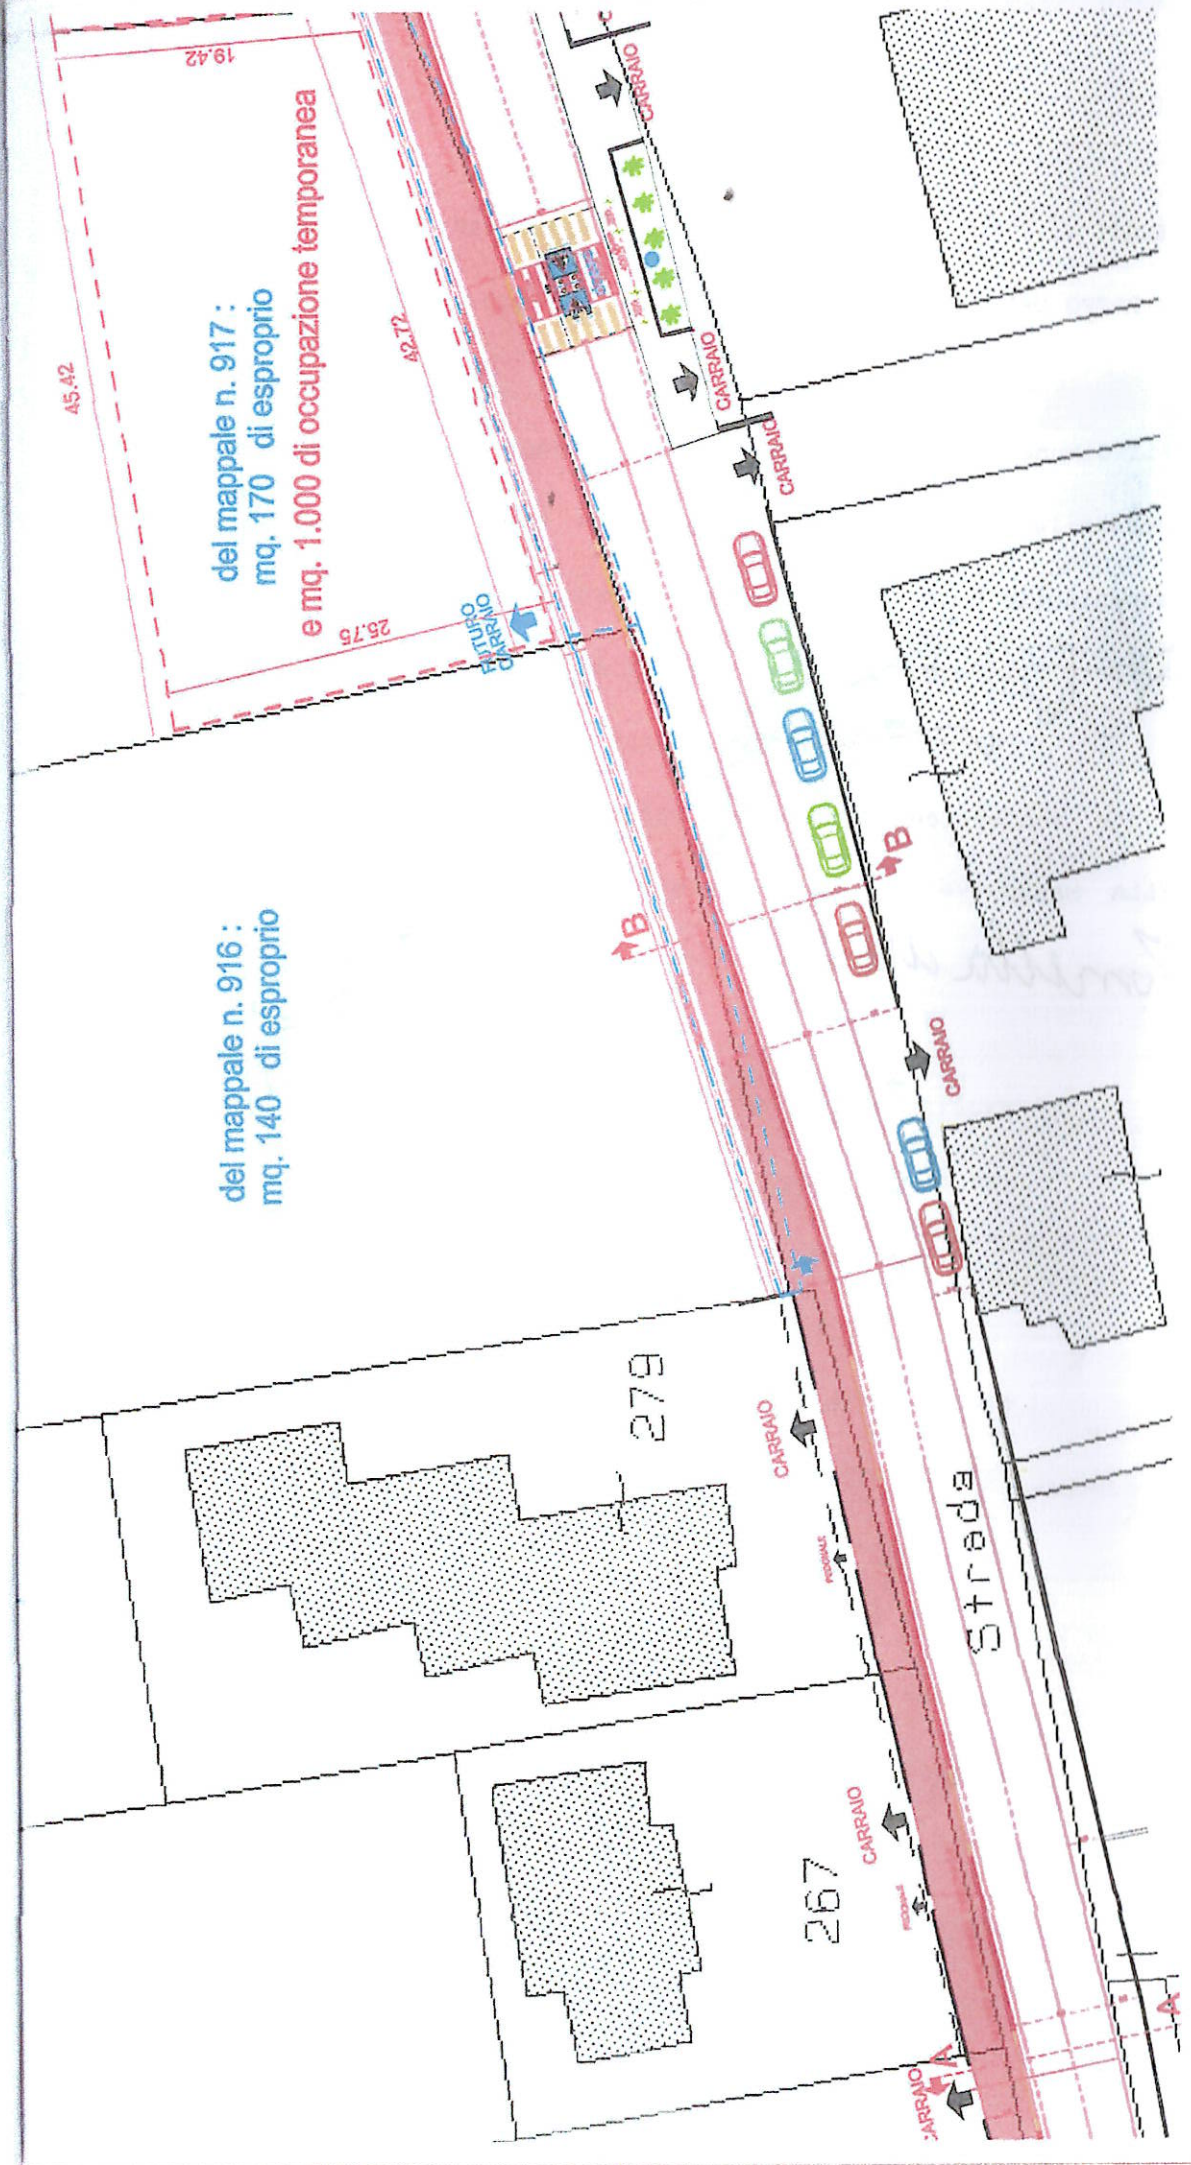 45.42
19.42
del mappale n. 917 :
mq. 170 di esproprio
e mq. 1.000 di occupazione temporanea
42.72
25.75
FUTURO
CARRAIO
CARRAIO
CARRAIO
CARRAIO
del mappale n. 916 :
mq. 140 di esproprio
B
B
CARRAIO
279
CARRAIO
PEDONALE
Strada
267
CARRAIO
PEDONALE
CARRAIO
A
A